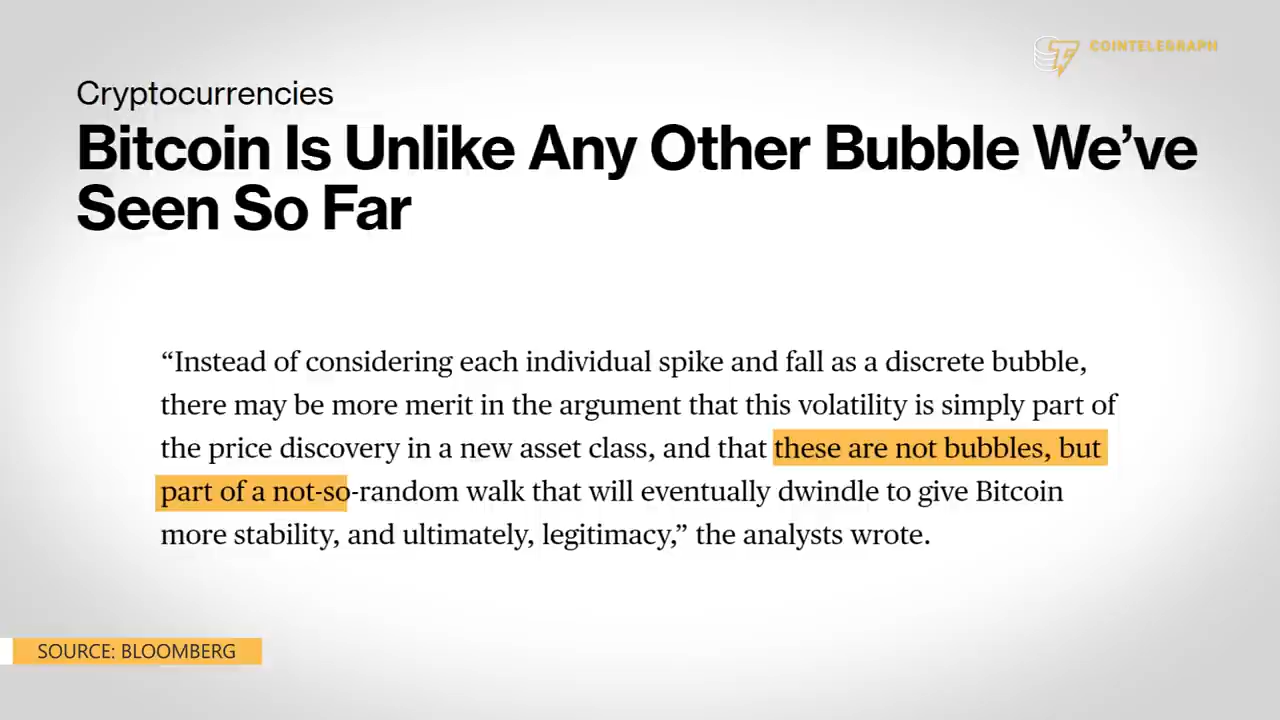 COINTELEGRAPH
Cryptocurrencies
Bitcoin Is Unlike Any Other Bubble We’ve
Seen So Far
“Instead of considering each individual spike and fall as a discrete bubble,
there may be more merit in the argument that this volatility is simply part of
the price discovery in a new asset class, and that these are not bubbles, but
part of a not-so-random walk that will eventually dwindle to give Bitcoin
more stability, and ultimately, legitimacy,” the analysts wrote.
SOURCE: BLOOMBERG